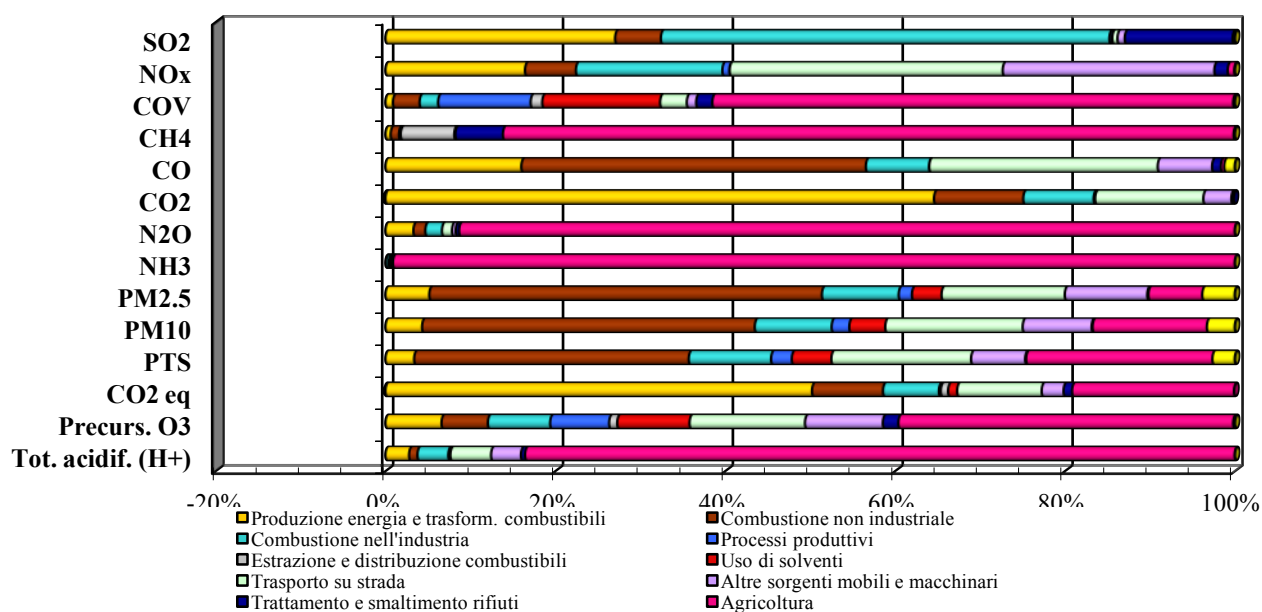 SO2
NOx
COV
CH4
CO
CO2
N2O
NH3
PM2.5
PM10
PTS
CO2 eq
Precurs. O3
Tot. acidif. (H+)
-20% 0% 20% 40% 60% 80% 100%
Produzione energia e trasform. combustibili Combustione non industriale
Combustione nell'industria Processi produttivi
Estrazione e distribuzione combustibili Uso di solventi
Trasporto su strada Altre sorgenti mobili e macchinari
Trattamento e smaltimento rifiuti Agricoltura